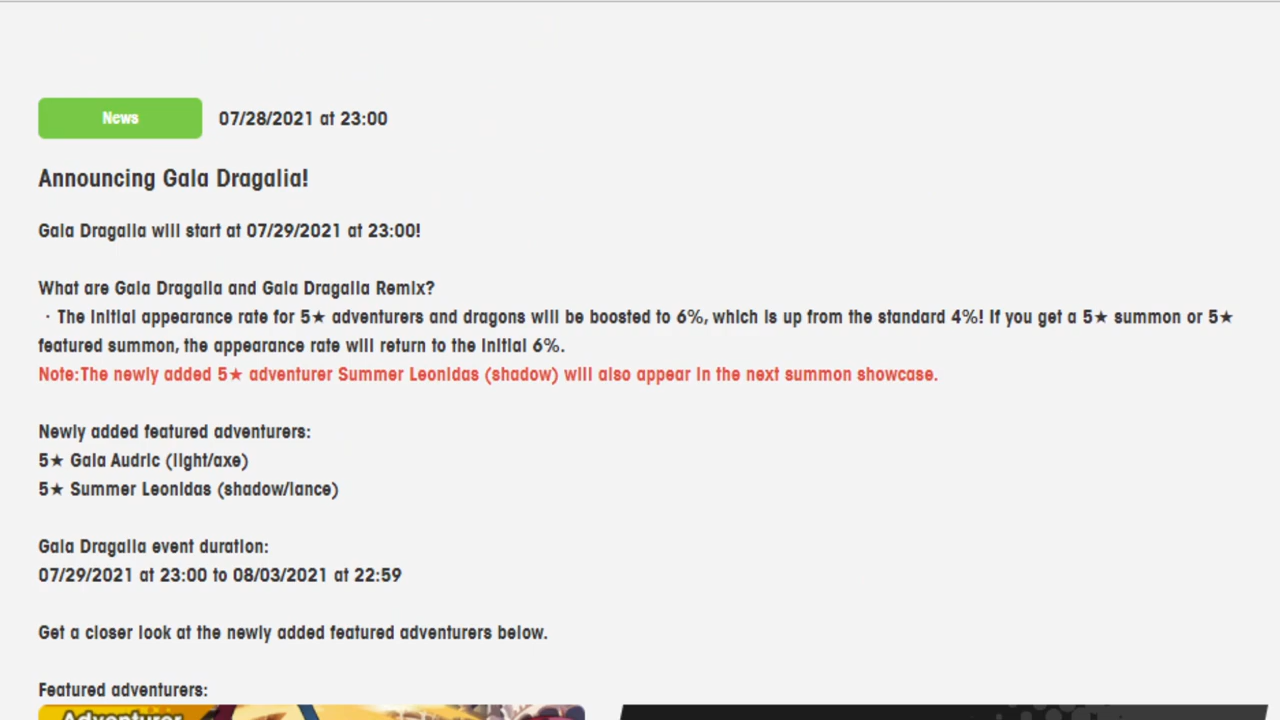 News 07/28/2021 at 23:00
Announcing Gala Dragalia!
Gala Dragalia will start at 07/29/2021 at 23:00!
What are Gala Dragalia and Gala Dragalia Remix?
・The initial appearance rate for 5★ adventurers and dragons will be boosted to 6%, which is up from the standard 4%! If you get a 5★ summon or 5★
featured summon, the appearance rate will return to the initial 6%.
Note:The newly added 5★ adventurer Summer Leonidas (shadow) will also appear in the next summon showcase.
Newly added featured adventurers:
5★ Gala Audric (light/axe)
5★ Summer Leonidas (shadow/lance)
Gala Dragalia event duration:
07/29/2021 at 23:00 to 08/03/2021 at 22:59
Get a closer look at the newly added featured adventurers below.
Featured adventurers:
Adventurer